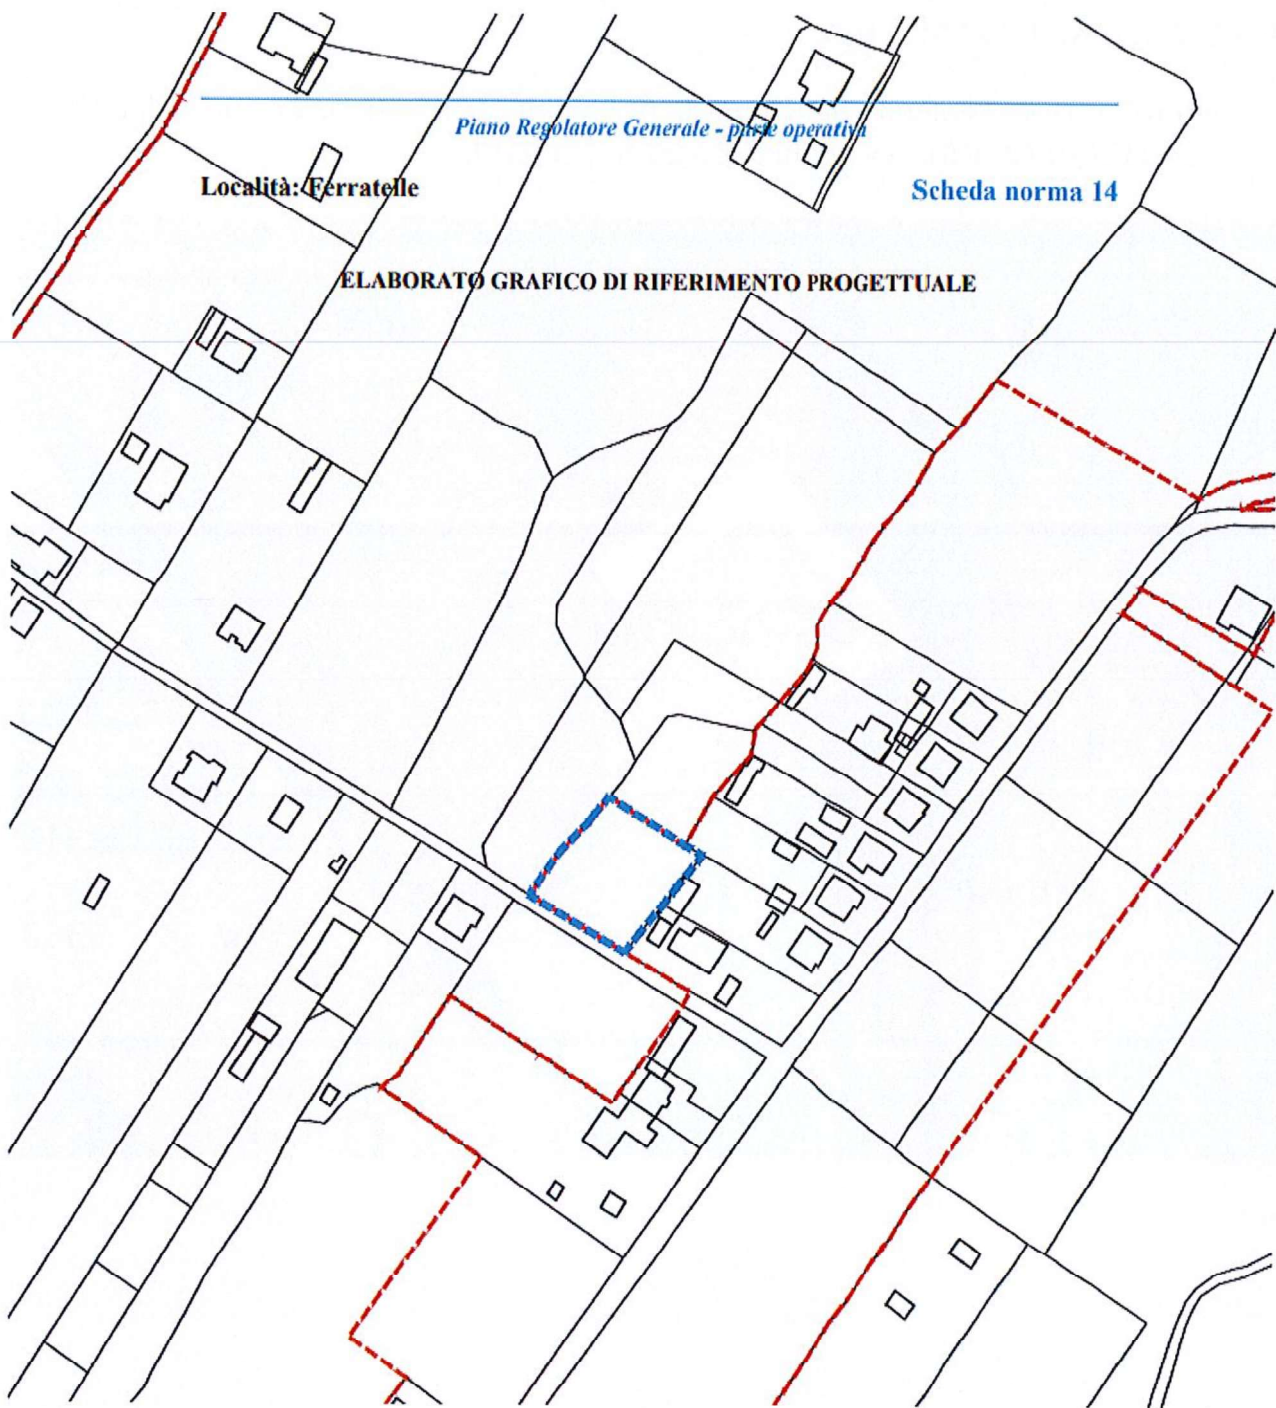 Piano Regolatore Generale - parte operativa
Località: Ferratelle
Scheda norma 14
ELABORATO GRAFICO DI RIFERIMENTO PROGETTUALE